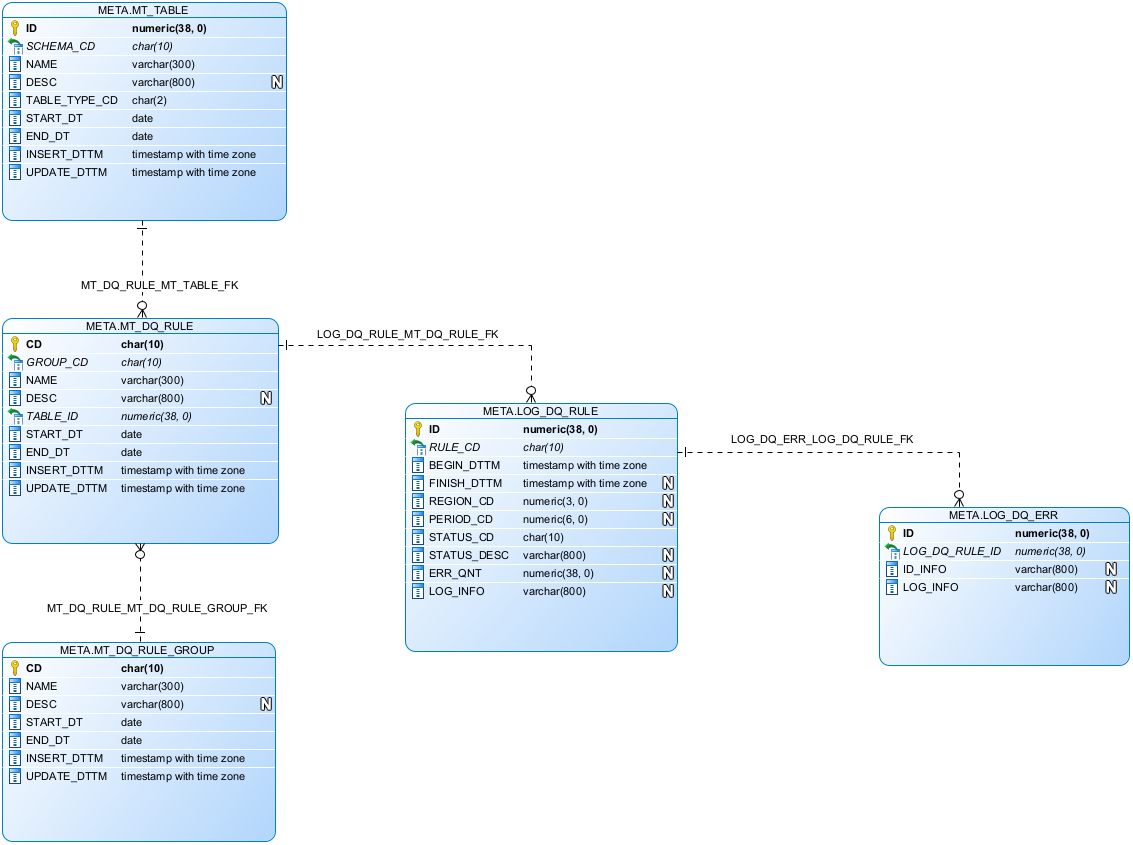 META.MT_TABLE
ID numeric(38, 0)
SCHEMA_CD char(10)
NAME varchar(300)
DESC varchar(800) N
TABLE_TYPE_CD char(2)
START_DT date
END_DT date
INSERT_DTTM timestamp with time zone
UPDATE_DTTM timestamp with time zone
MT_DQ_RULE_MT_TABLE_FK
META.MT_DQ_RULE
CD char(10)
GROUP_CD char(10)
NAME varchar(300)
DESC varchar(800) N
TABLE_ID numeric(38, 0)
START_DT date
END_DT date
INSERT_DTTM timestamp with time zone
UPDATE_DTTM timestamp with time zone
LOG_DQ_RULE_MT_DQ_RULE_FK
META.LOG_DQ_RULE
ID numeric(38, 0)
RULE_CD char(10)
BEGIN_DTTM timestamp with time zone
FINISH_DTTM timestamp with time zone N
REGION_CD numeric(3, 0) N
PERIOD_CD numeric(6, 0) N
STATUS_CD char(10)
STATUS_DESC varchar(800) N
ERR_QNT numeric(38, 0) N
LOG_INFO varchar(800) N
LOG_DQ_ERR_LOG_DQ_RULE_FK
META.LOG_DQ_ERR
ID numeric(38, 0)
LOG_DQ_RULE_ID numeric(38, 0)
ID_INFO varchar(800) N
LOG_INFO varchar(800) N
MT_DQ_RULE_MT_DQ_RULE_GROUP_FK
META.MT_DQ_RULE_GROUP
CD char(10)
NAME varchar(300)
DESC varchar(800) N
START_DT date
END_DT date
INSERT_DTTM timestamp with time zone
UPDATE_DTTM timestamp with time zone